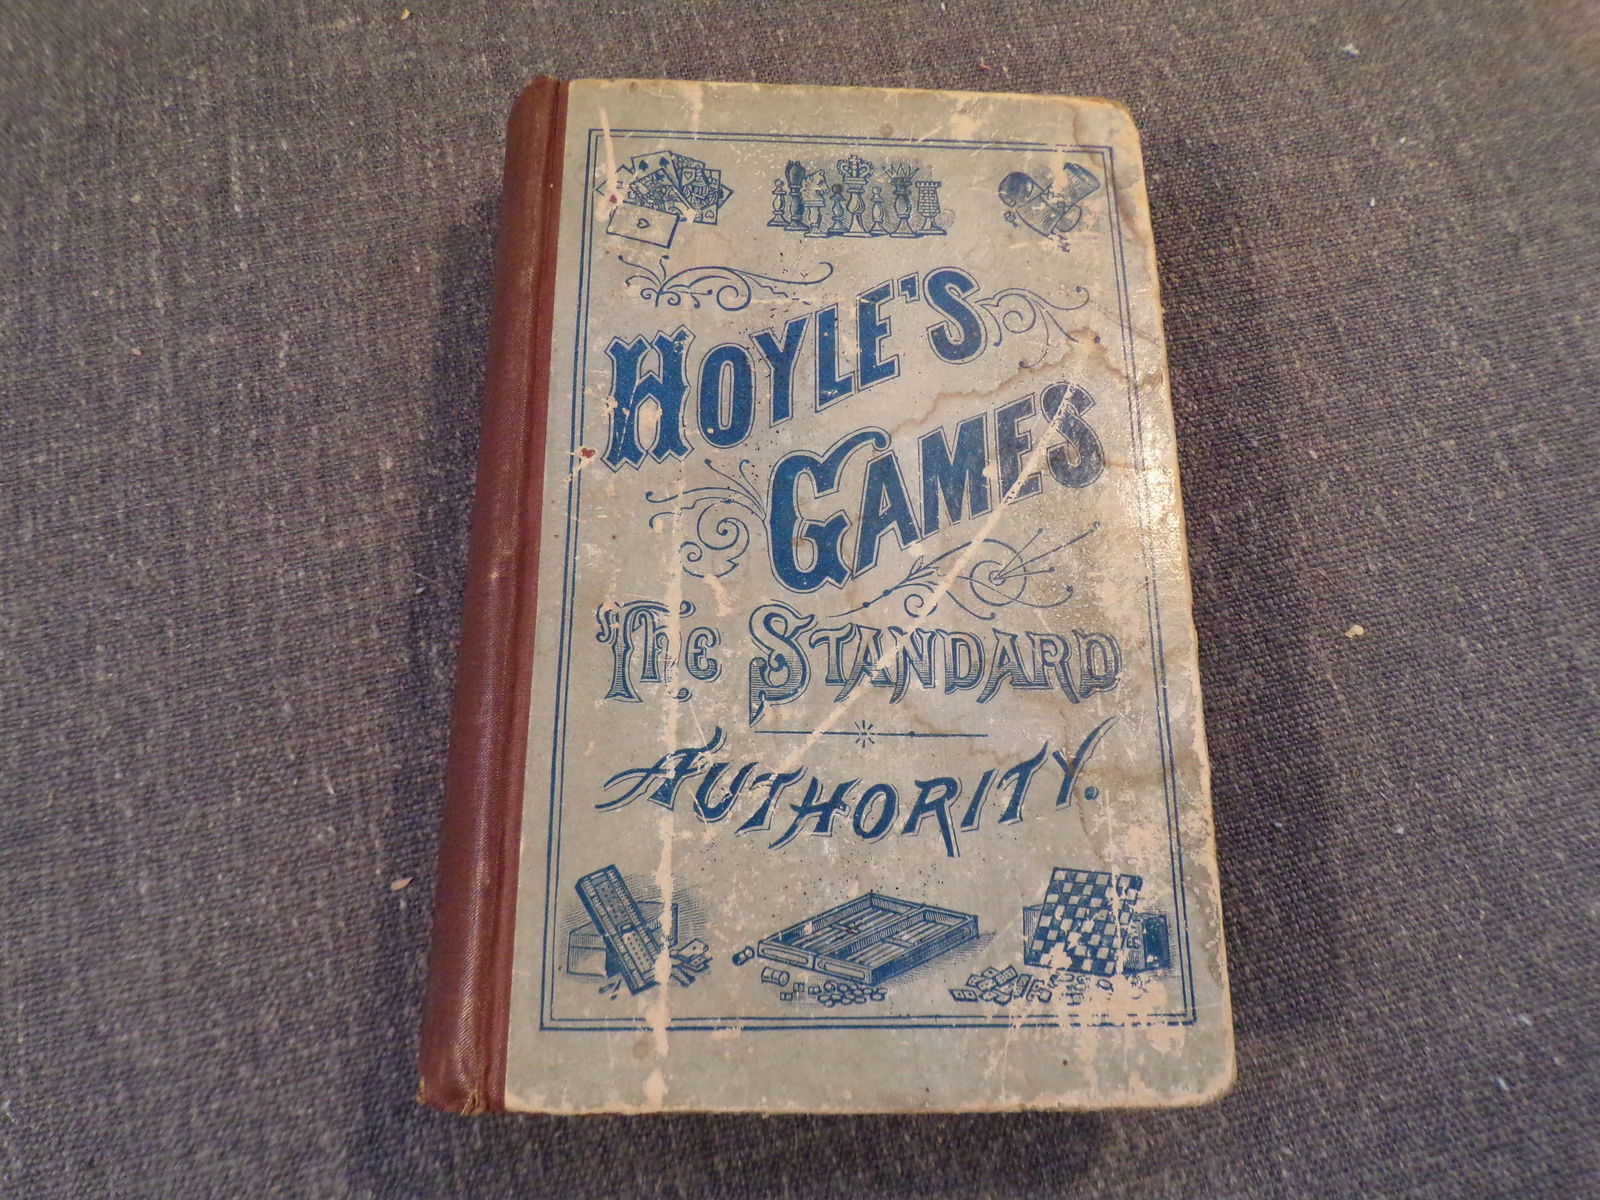 HOYLE'S
GAMES
THE STANDARD
AUTHORITY.